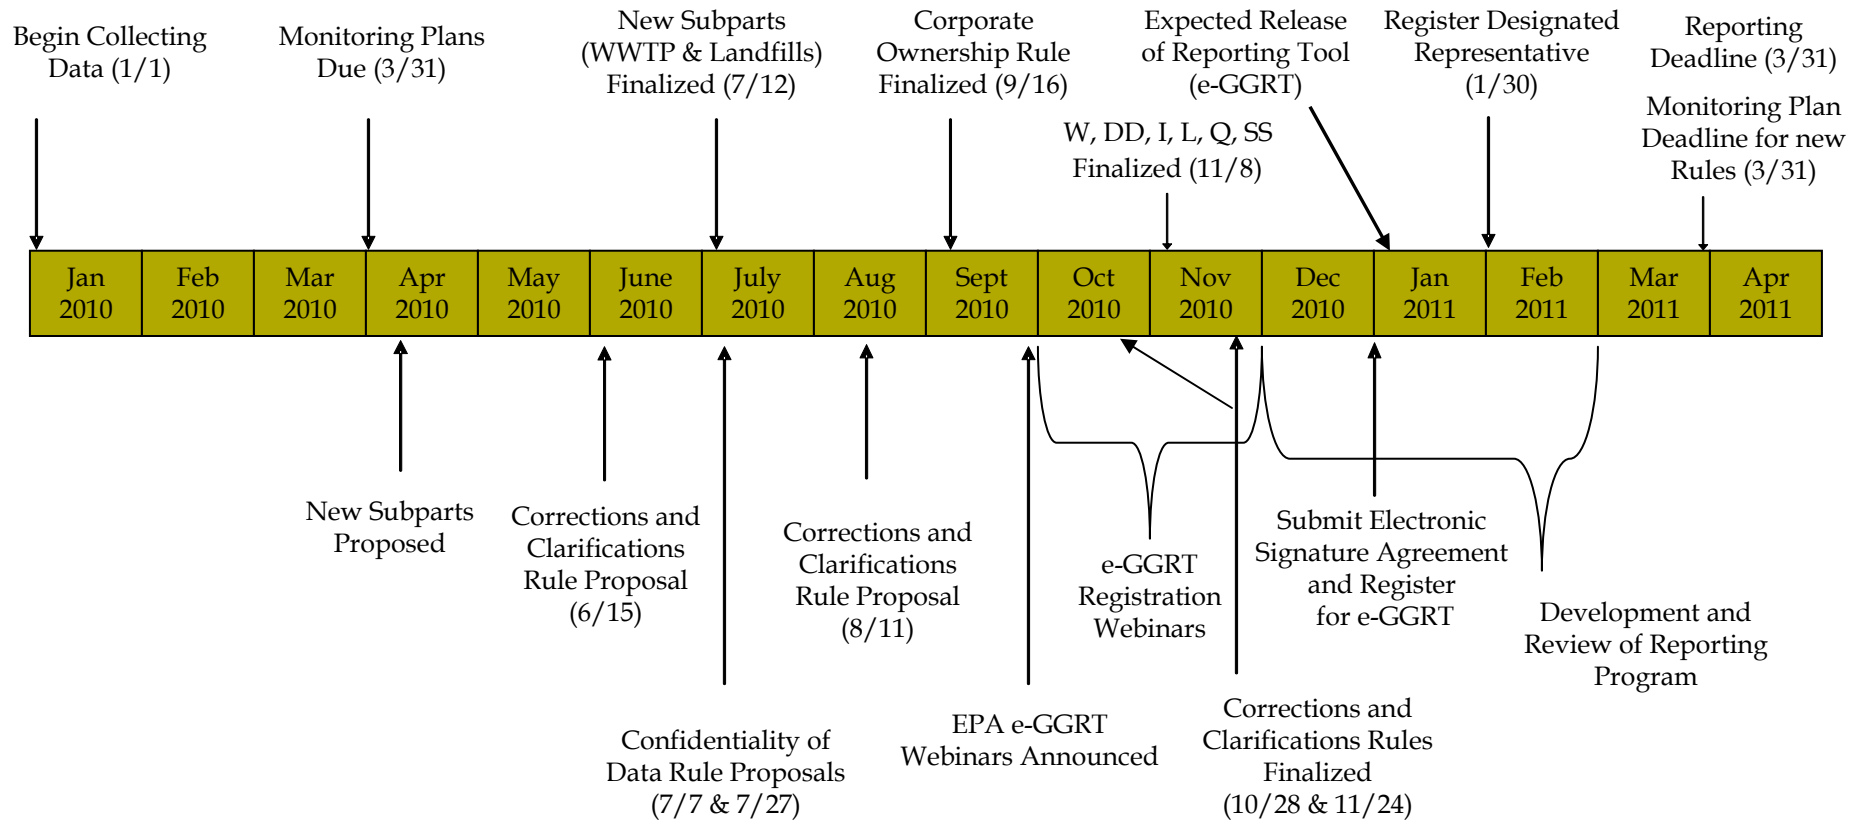 Begin Collecting
Data (1/1)
Monitoring Plans
Due (3/31)
New Subparts
(WWTP & Landfills)
Finalized (7/12)
Corporate
Ownership Rule
Finalized (9/16)
Expected Release
of Reporting Tool
(e-GGRT)
Register Designated
Representative
(1/30)
Reporting
Deadline (3/31)
W, DD, I, L, Q, SS
Finalized (11/8)
Monitoring Plan
Deadline for new
Rules (3/31)
Jan
2010
Feb
2010
Mar
2010
Apr
2010
May
2010
June
2010
July
2010
Aug
2010
Sept
2010
Oct
2010
Nov
2010
Dec
2010
Jan
2011
Feb
2011
Mar
2011
Apr
2011
New Subparts
Proposed
Corrections and
Clarifications
Rule Proposal
(6/15)
Confidentiality of
Data Rule Proposals
(7/7 & 7/27)
Corrections and
Clarifications
Rule Proposal
(8/11)
EPA e-GGRT
Webinars Announced
e-GGRT
Registration
Webinars
Corrections and
Clarifications Rules
Finalized
(10/28 & 11/24)
Submit Electronic
Signature Agreement
and Register
for e-GGRT
Development and
Review of Reporting
Program